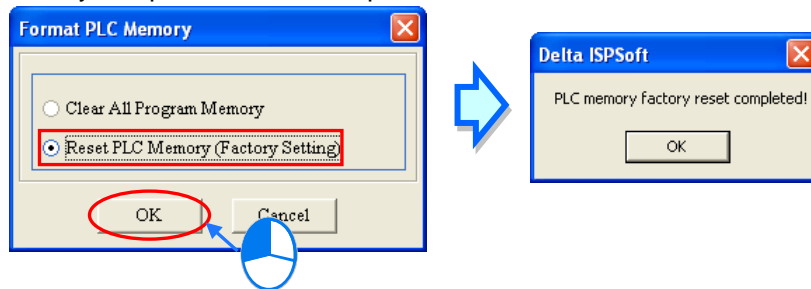 Format PLC Memory
Clear All Program Memory
Reset PLC Memory (Factory Setting)
OK
Cancel
Delta ISPSoft
PLC memory factory reset completed!
OK